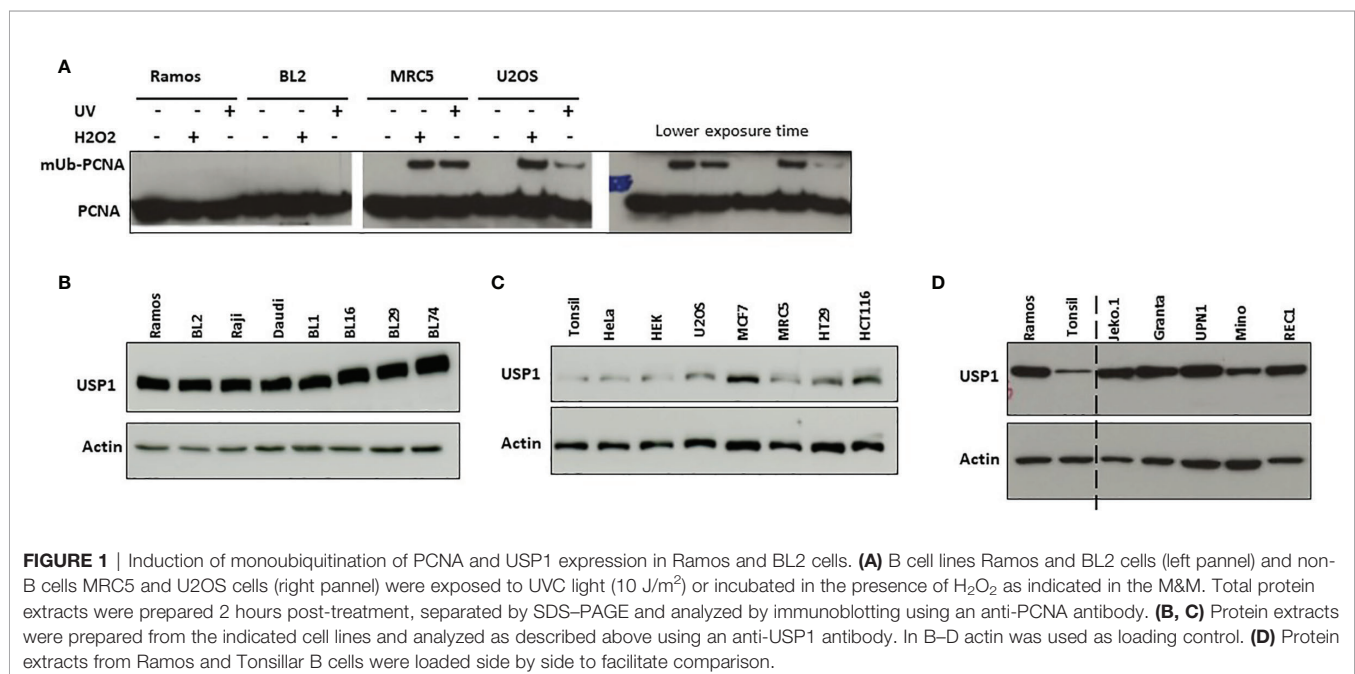 A
Ramos BL2 MRC5 U2OS
UV - - + - - + - - + - - +
H2O2 - + - - + - - + - - + -
Lower exposure time
mUb-PCNA
PCNA
B
Ramos BL2 Raji Daudi BL1 BL16 BL29 BL74
USP1
Actin
C
Tonsil HeLa HEK U2OS MCF7 MRC5 HT29 HCT116
USP1
Actin
D
Ramos Tonsil Jeko.1 Granta UPN1 Mino REC1
USP1
Actin
FIGURE 1 | Induction of monoubiquitination of PCNA and USP1 expression in Ramos and BL2 cells. (A) B cell lines Ramos and BL2 cells (left pannel) and non-
B cells MRC5 and U2OS cells (right pannel) were exposed to UVC light (10 J/m²) or incubated in the presence of H₂O₂ as indicated in the M&M. Total protein
extracts were prepared 2 hours post-treatment, separated by SDS–PAGE and analyzed by immunoblotting using an anti-PCNA antibody. (B, C) Protein extracts
were prepared from the indicated cell lines and analyzed as described above using an anti-USP1 antibody. In B–D actin was used as loading control. (D) Protein
extracts from Ramos and Tonsillar B cells were loaded side by side to facilitate comparison.